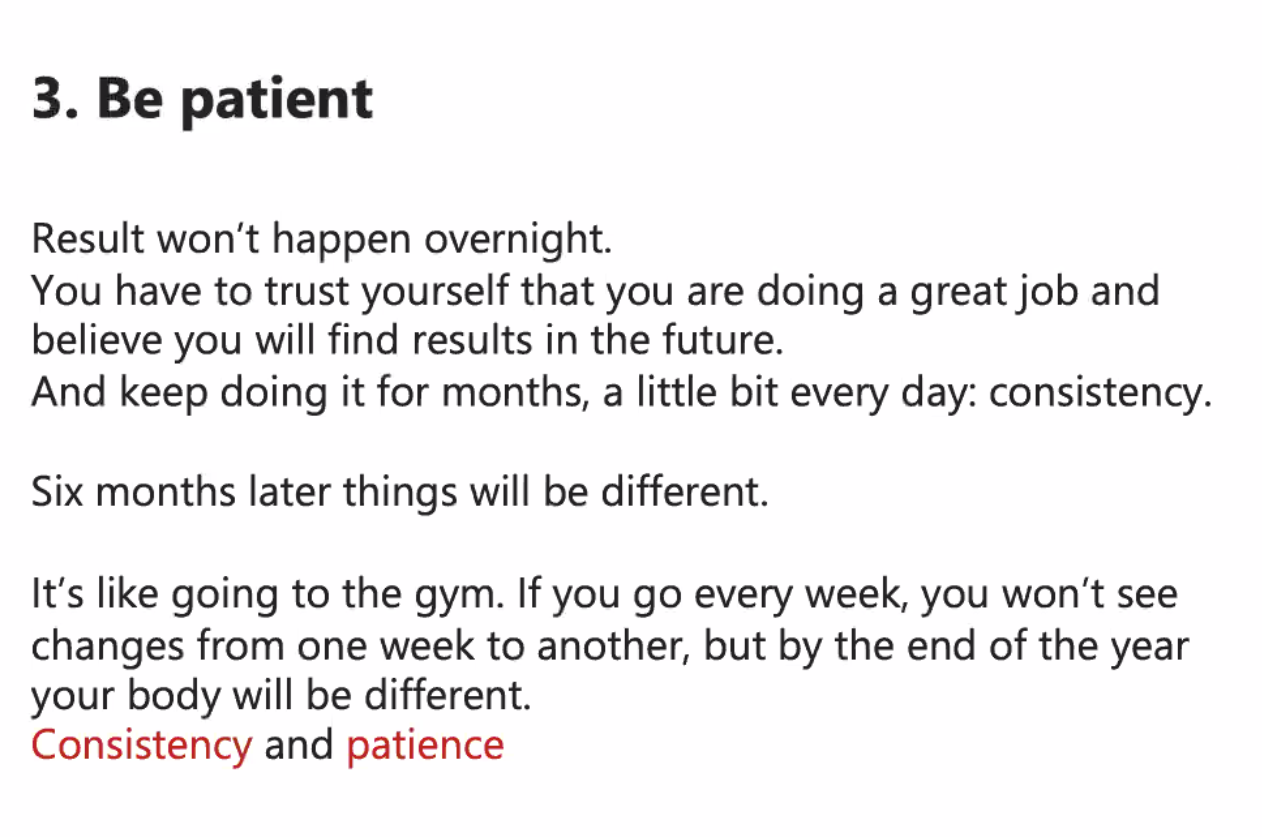 3. Be patient
Result won’t happen overnight.
You have to trust yourself that you are doing a great job and
believe you will find results in the future.
And keep doing it for months, a little bit every day: consistency.
Six months later things will be different.
It’s like going to the gym. If you go every week, you won’t see
changes from one week to another, but by the end of the year
your body will be different.
Consistency and patience